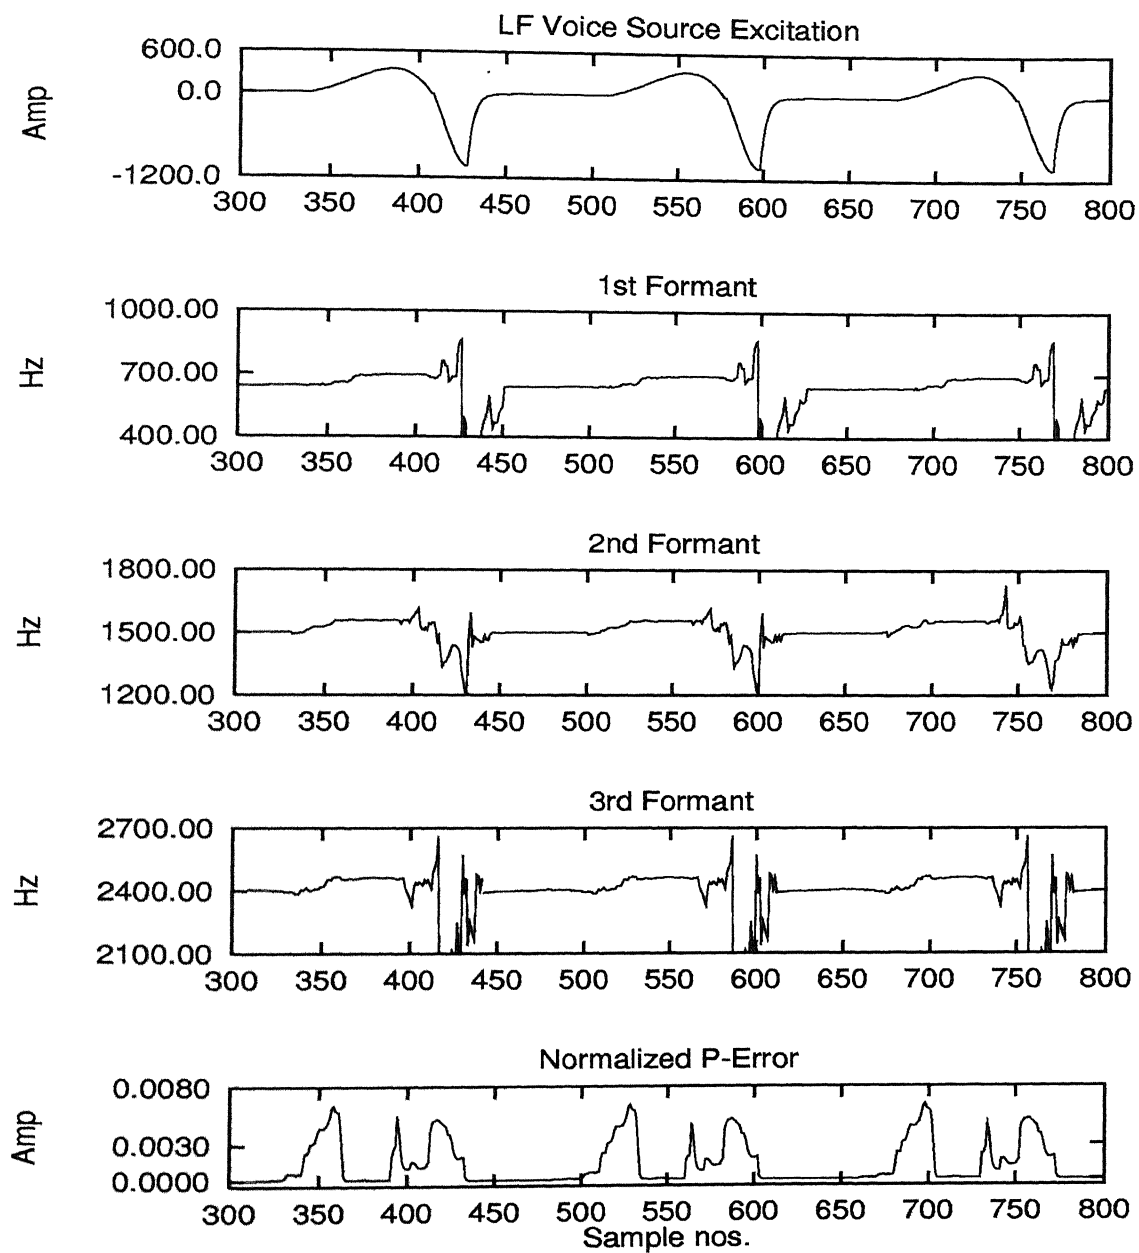 LF Voice Source Excitation
600.0
0.0
-1200.0
Amp
300 350 400 450 500 550 600 650 700 750 800
1st Formant
1000.00
700.00
400.00
Hz
300 350 400 450 500 550 600 650 700 750 800
2nd Formant
1800.00
1500.00
1200.00
Hz
300 350 400 450 500 550 600 650 700 750 800
3rd Formant
2700.00
2400.00
2100.00
Hz
300 350 400 450 500 550 600 650 700 750 800
Normalized P-Error
0.0080
0.0030
0.0000
Amp
300 350 400 450 500 550 600 650 700 750 800
Sample nos.